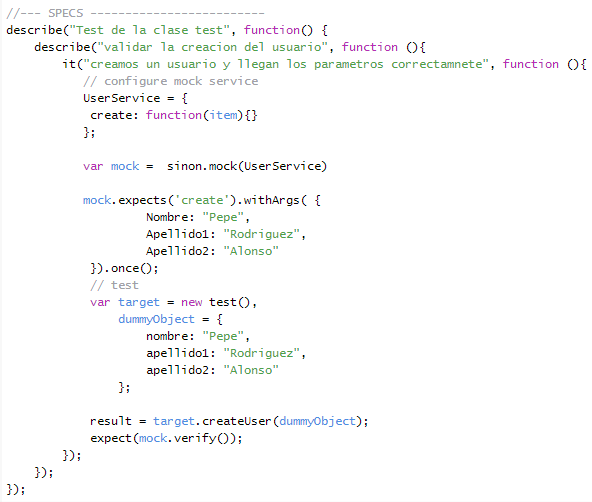 //--- SPECS -------------------------
describe("Test de la clase test", function() {
    describe("validar la creacion del usuario", function (){
        it("creamos un usuario y llegan los parametros correctamnete", function (){
           // configure mock service
           UserService = {
            create: function(item){}
           };

           var mock =  sinon.mock(UserService)

           mock.expects('create').withArgs( {
                    Nombre: "Pepe",
                    Apellido1: "Rodriguez",
                    Apellido2: "Alonso"
            }).once();
            // test
            var target = new test(),
                dummyObject = {
                    nombre: "Pepe",
                    apellido1: "Rodriguez",
                    apellido2: "Alonso"
                };

            result = target.createUser(dummyObject);
            expect(mock.verify());
        });
    });
});